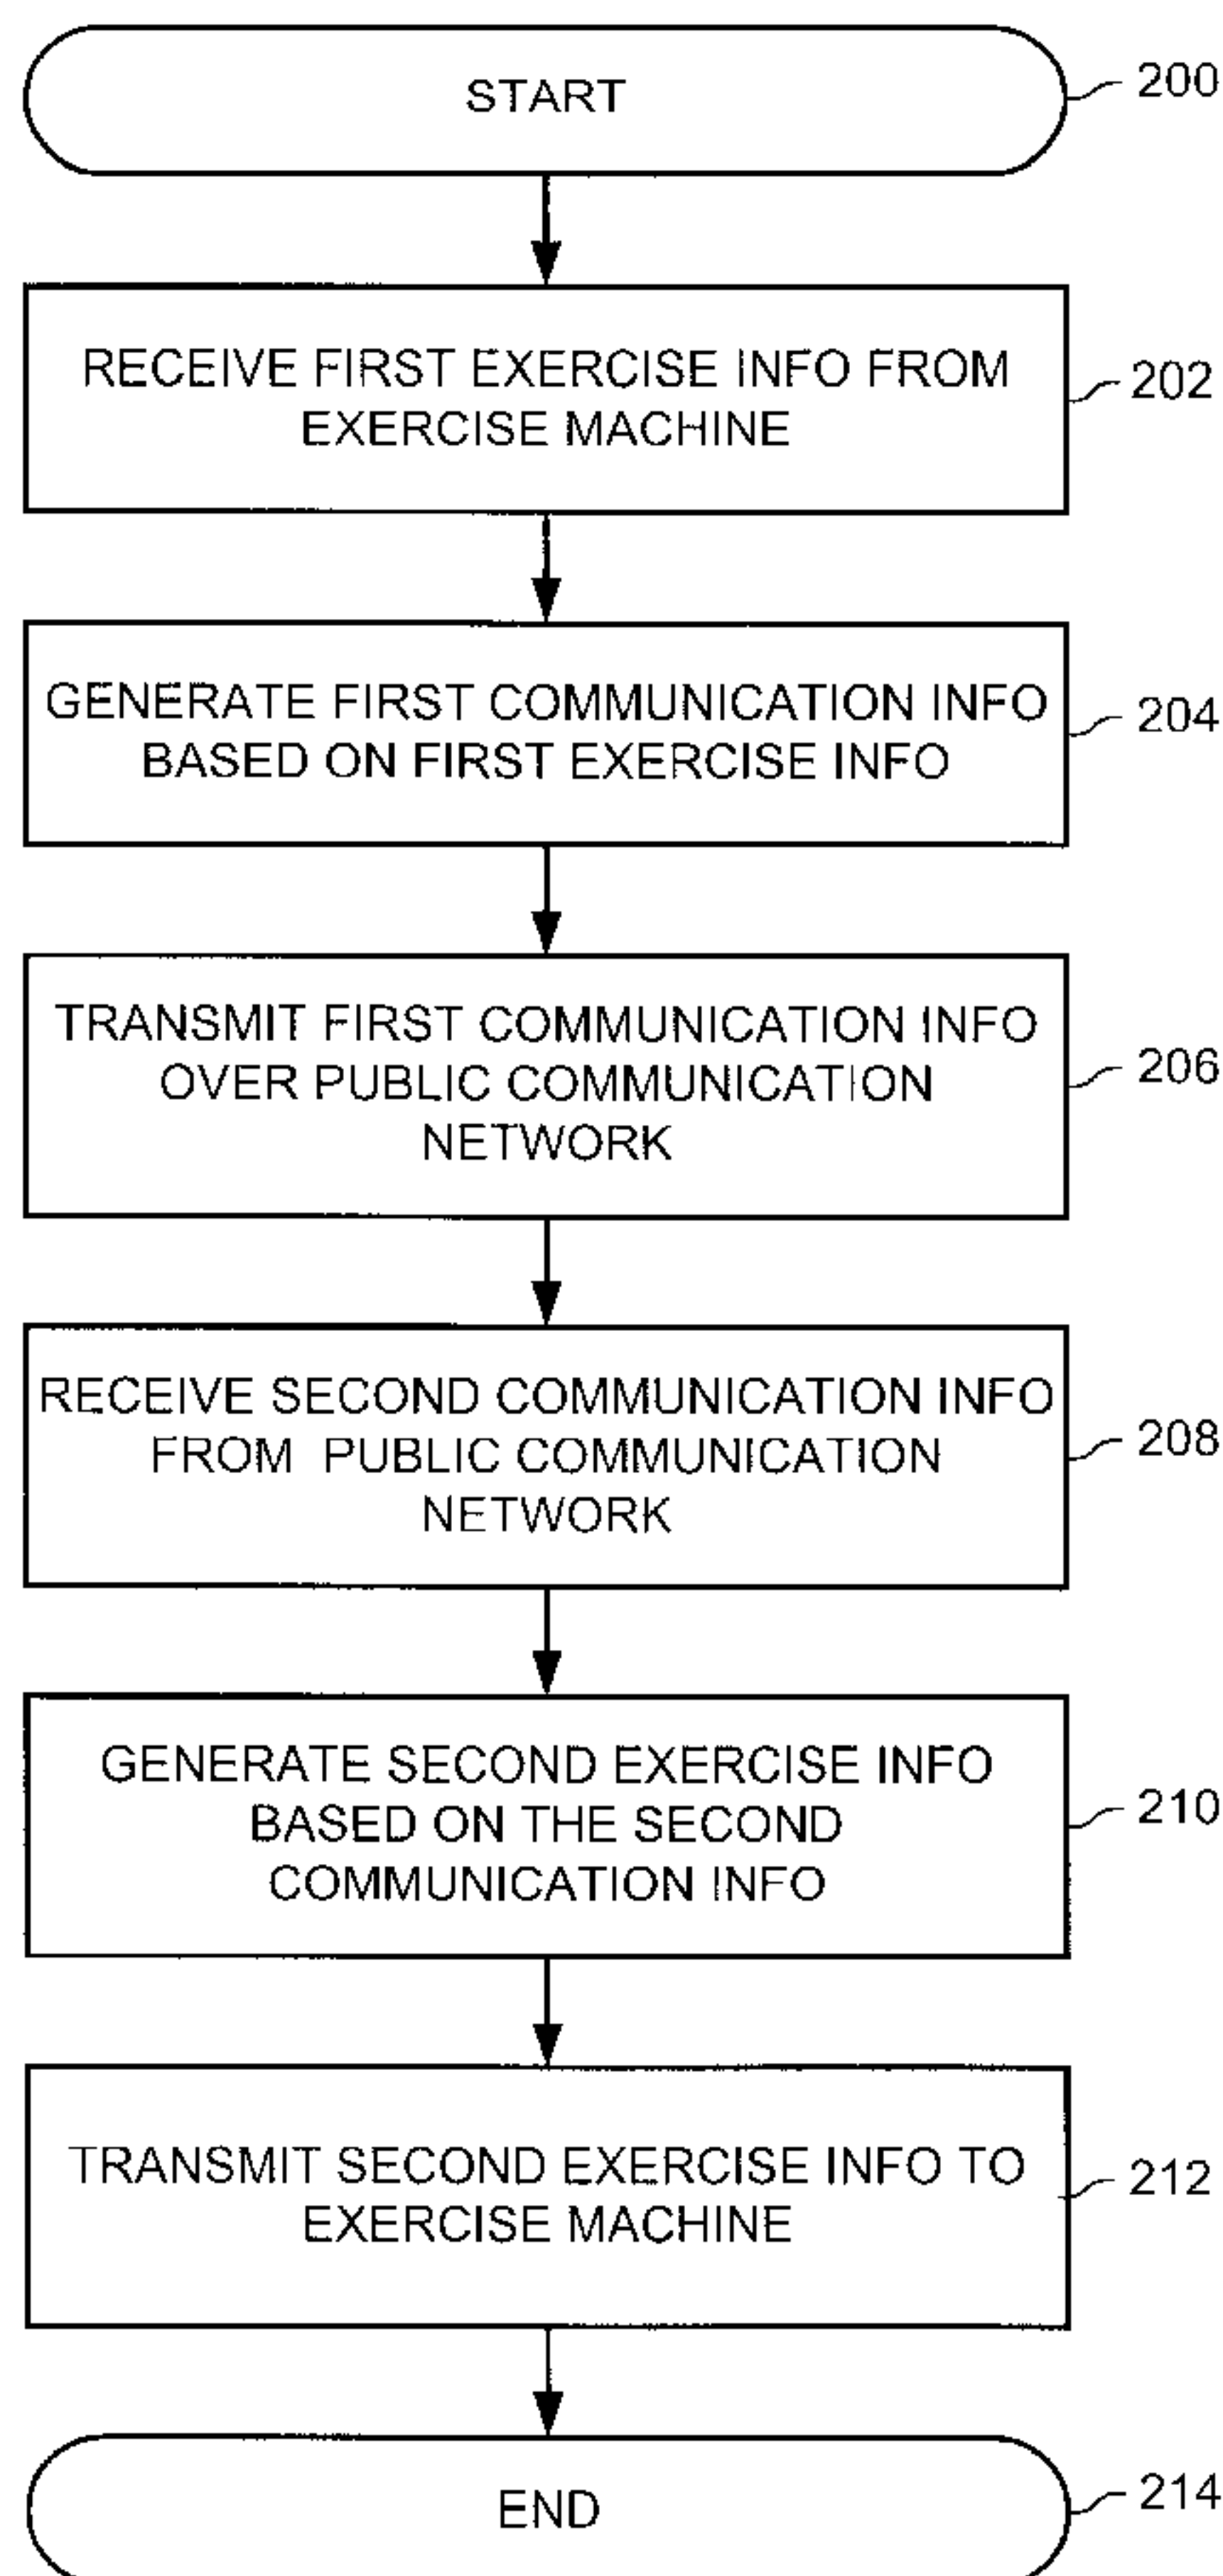 START
200
RECEIVE FIRST EXERCISE INFO FROM
EXERCISE MACHINE
202
GENERATE FIRST COMMUNICATION INFO
BASED ON FIRST EXERCISE INFO
204
TRANSMIT FIRST COMMUNICATION INFO
OVER PUBLIC COMMUNICATION
NETWORK
206
RECEIVE SECOND COMMUNICATION INFO
FROM PUBLIC COMMUNICATION
NETWORK
208
GENERATE SECOND EXERCISE INFO
BASED ON THE SECOND
COMMUNICATION INFO
210
TRANSMIT SECOND EXERCISE INFO TO
EXERCISE MACHINE
212
END
214